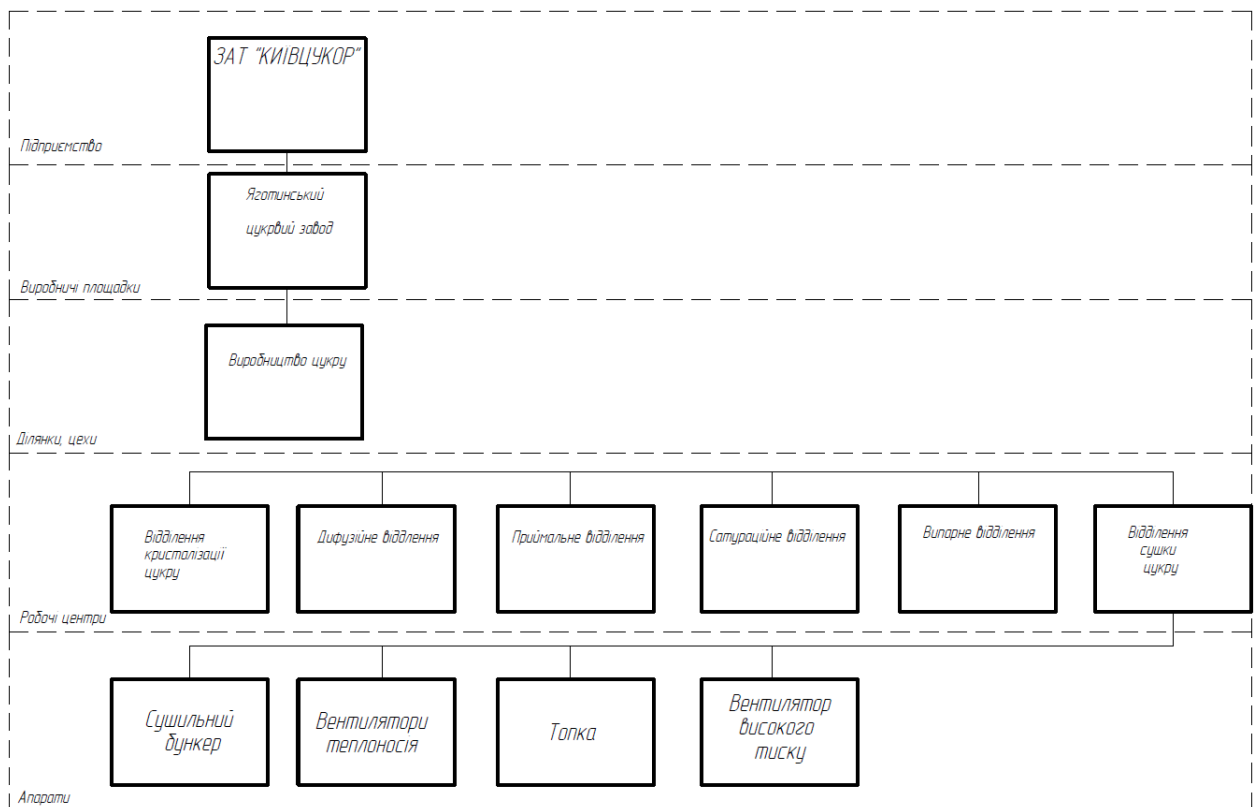 ЗАТ "КИЇВЦУКОР"
Підприємство
Яготинський
цукрвий завод
Виробничі площадки
Виробництво цукру
Ділянки, цехи
Відділення
кристалізації
цукру
Дифузійне віддлення
Приймальне відділення
Сатураційне відділення
Випарне відділення
Відділення
сушки
цукру
Робочі центри
Сушильний
бункер
Вентилятори
теплоносія
Топка
Вентилятор
високого
тиску
Апарати